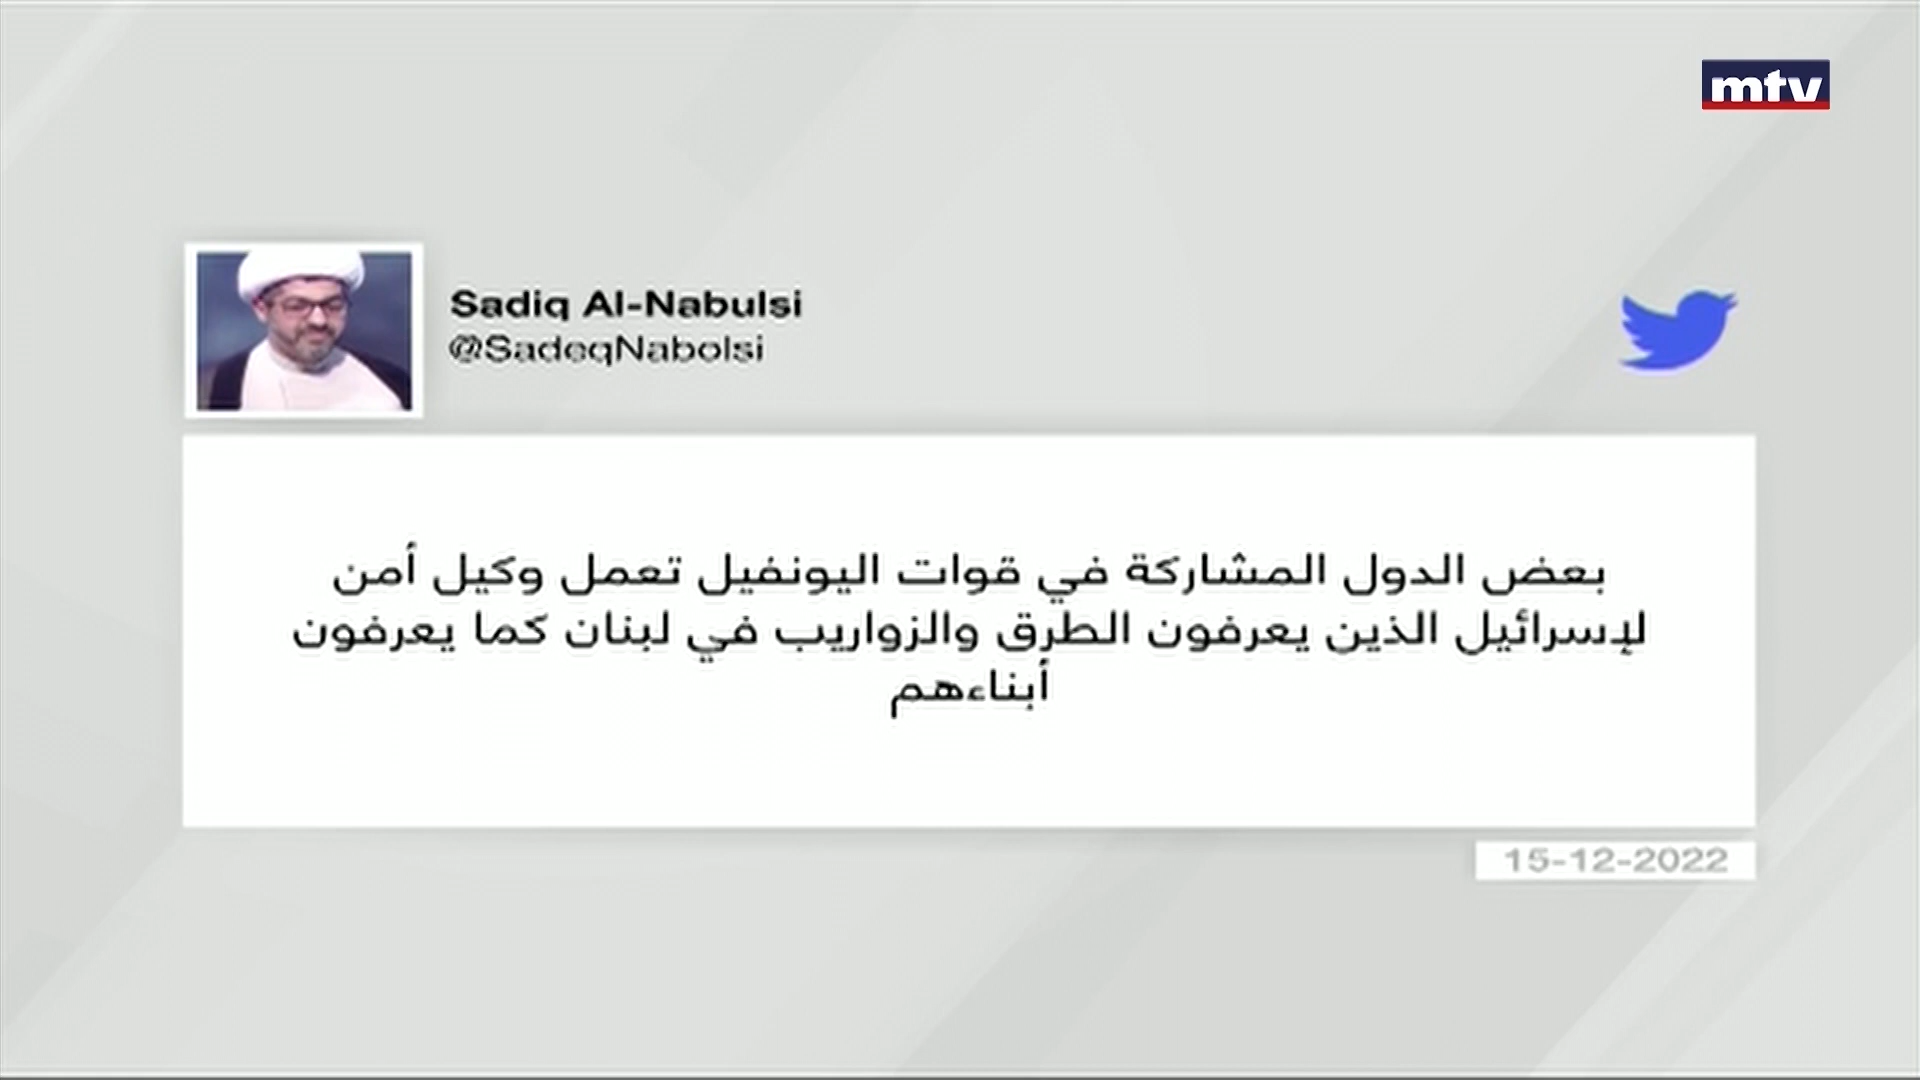 mtv
Sadiq Al-Nabulsi
@SadeqNabolsi
بعض الدول المشاركة في قوات اليونفيل تعمل وكيل أمن
لإسرائيل الذين يعرفون الطرق والزواريب في لبنان كما يعرفون
أبناءهم
15-12-2022